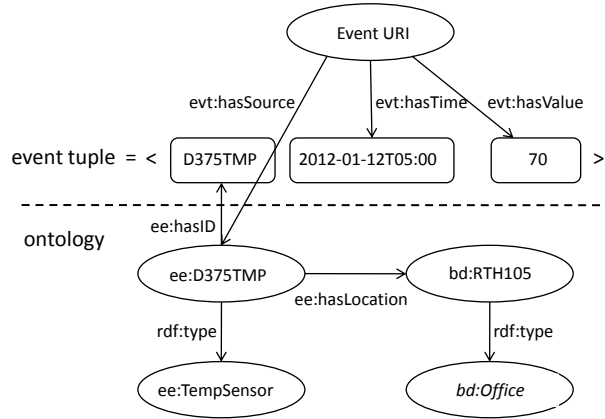 Event URI
evt:hasSource evt:hasTime evt:hasValue
event tuple = < D375TMP 2012-01-12T05:00 70 >
ee:hasID
ontology
ee:D375TMP bd:RTH105
ee:hasLocation
rdf:type rdf:type
ee:TempSensor bd:Office